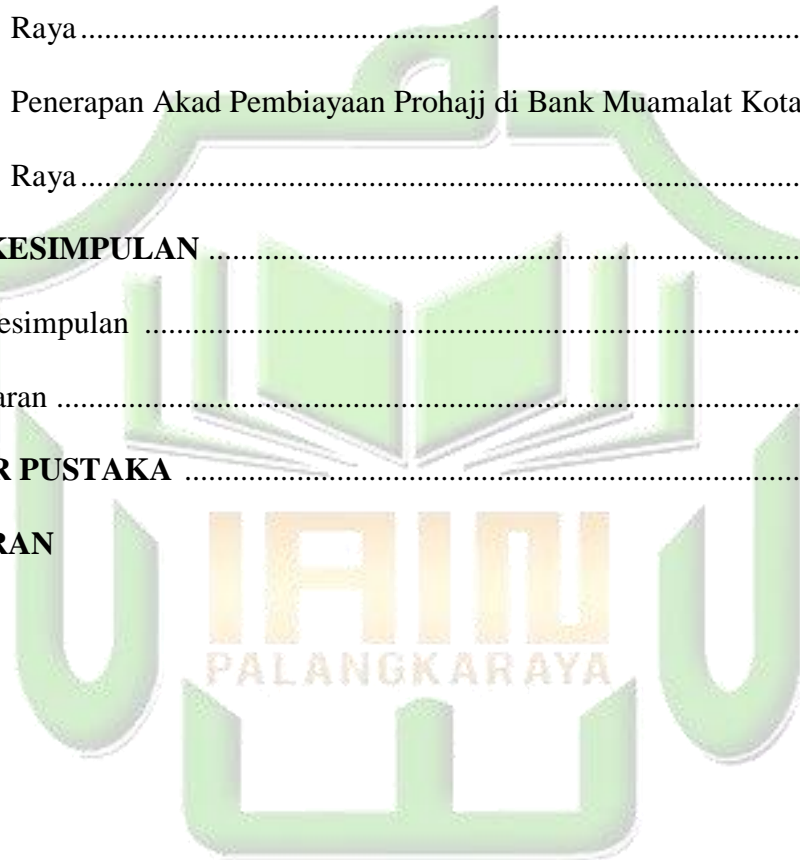 Raya ................................................................................
Penerapan Akad Pembiayaan Prohajj di Bank Muamalat Kota
Raya ................................................................................
KESIMPULAN ................................................................................
esimpulan ................................................................................
aran ................................................................................
R PUSTAKA ................................................................................
RAN
IAIN
PALANGKARAYA